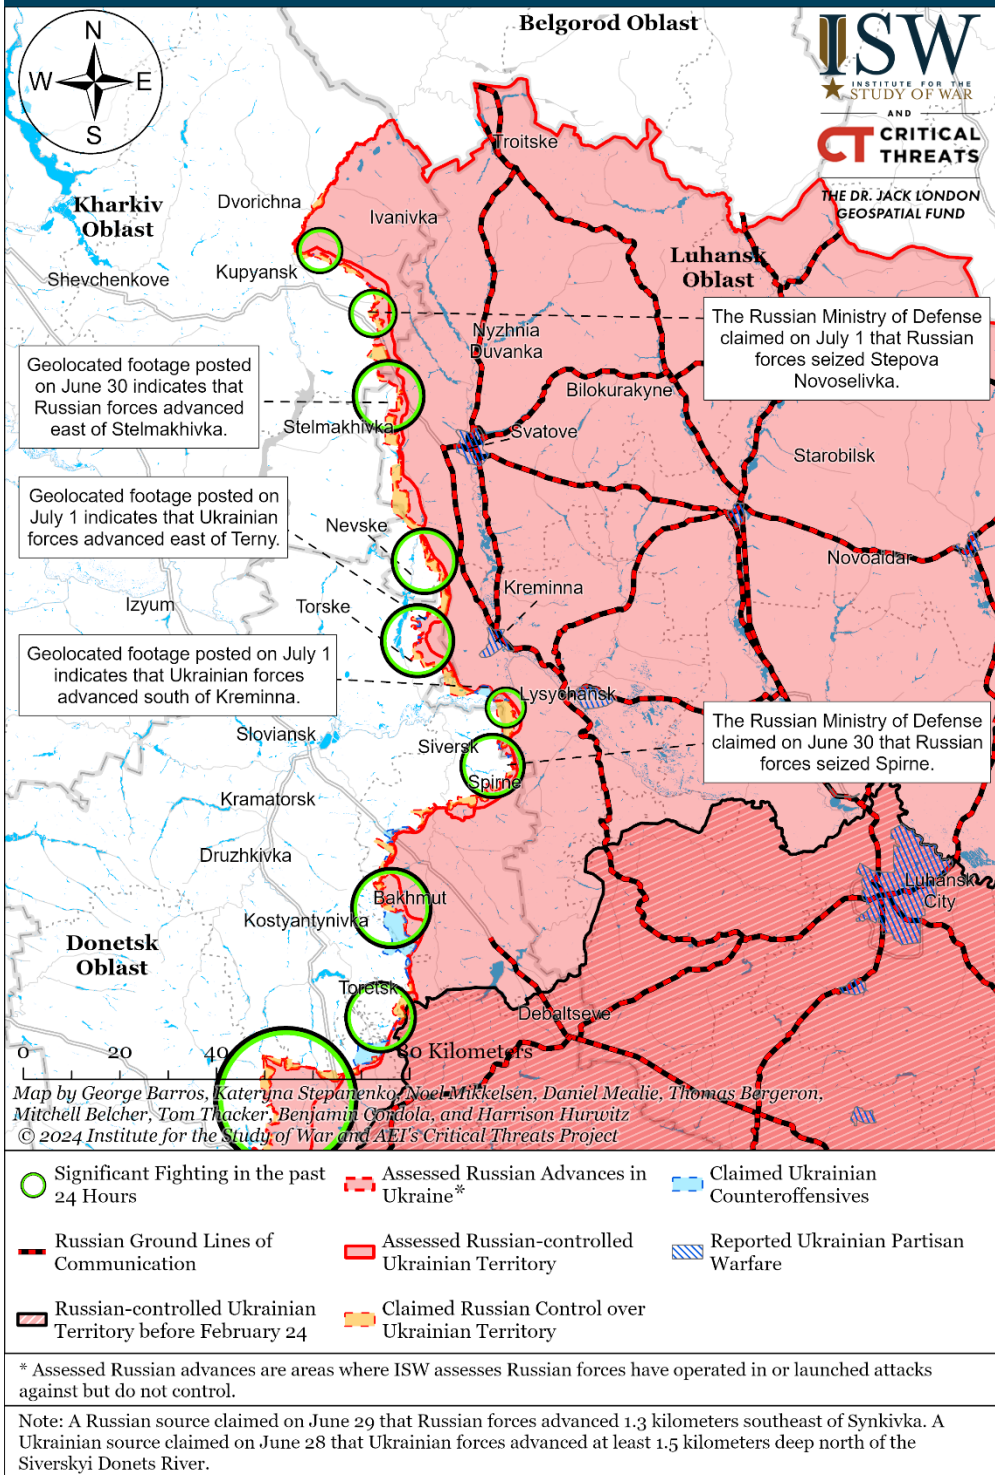 Belgorod Oblast
N
W
E
S
ISW
INSTITUTE FOR THE
STUDY OF WAR
AND
CT CRITICAL
THREATS
THE DR. JACK LONDON
GEOSPATIAL FUND
Troitske
Kharkiv
Oblast
Dvorichna
Ivanivka
Shevchenkove
Kupyansk
Luhansk
Oblast
The Russian Ministry of Defense
claimed on July 1 that Russian
forces seized Stepova
Novoselivka.
Nyzhnia
Duvanka
Geolocated footage posted
on June 30 indicates that
Russian forces advanced
east of Stelmakhivka.
Bilokurakyne
Stelmakhivka
Svatove
Starobilsk
Geolocated footage posted on
July 1 indicates that Ukrainian
forces advanced east of Terny.
Nevske
Novoaidar
Kreminna
Izyum
Torske
Geolocated footage posted on July 1
indicates that Ukrainian forces
advanced south of Kreminna.
Lysychansk
The Russian Ministry of Defense
claimed on June 30 that Russian
forces seized Spirne.
Sloviansk
Siversk
Spirne
Kramatorsk
Druzhkivka
Bakhmut
Luhansk
City
Kostyantynivka
Donetsk
Oblast
Toretsk
Debaltseve
0 20 40 80 Kilometers
Map by George Barros, Kateryna Stepanenko, Noel Mikkelsen, Daniel Mealie, Thomas Bergeron,
Mitchell Belcher, Tom Thacker, Benjamin Cordola, and Harrison Hurwitz
© 2024 Institute for the Study of War and AEI's Critical Threats Project
Significant Fighting in the past
24 Hours
Assessed Russian Advances in
Ukraine*
Claimed Ukrainian
Counteroffensives
Russian Ground Lines of
Communication
Assessed Russian-controlled
Ukrainian Territory
Reported Ukrainian Partisan
Warfare
Russian-controlled Ukrainian
Territory before February 24
Claimed Russian Control over
Ukrainian Territory
* Assessed Russian advances are areas where ISW assesses Russian forces have operated in or launched attacks
against but do not control.
Note: A Russian source claimed on June 29 that Russian forces advanced 1.3 kilometers southeast of Synkivka. A
Ukrainian source claimed on June 28 that Ukrainian forces advanced at least 1.5 kilometers deep north of the
Siverskyi Donets River.